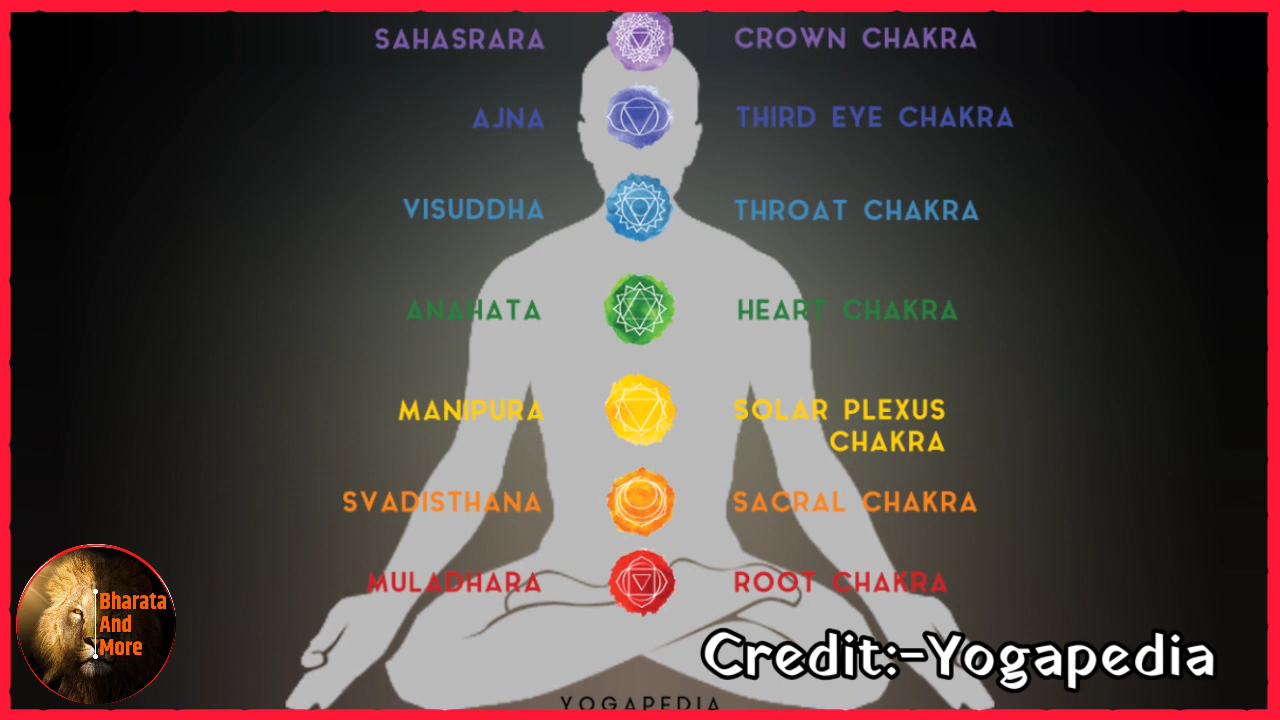 SAHASRARA CROWN CHAKRA
AJNA THIRD EYE CHAKRA
VISUDDHA THROAT CHAKRA
ANAHATA HEART CHAKRA
MANIPURA SOLAR PLEXUS
CHAKRA
SVADISTHANA SACRAL CHAKRA
MULADHARA ROOT CHAKRA
Bharata
And
More
Credit:-Yogapedia
YOGAPEDIA